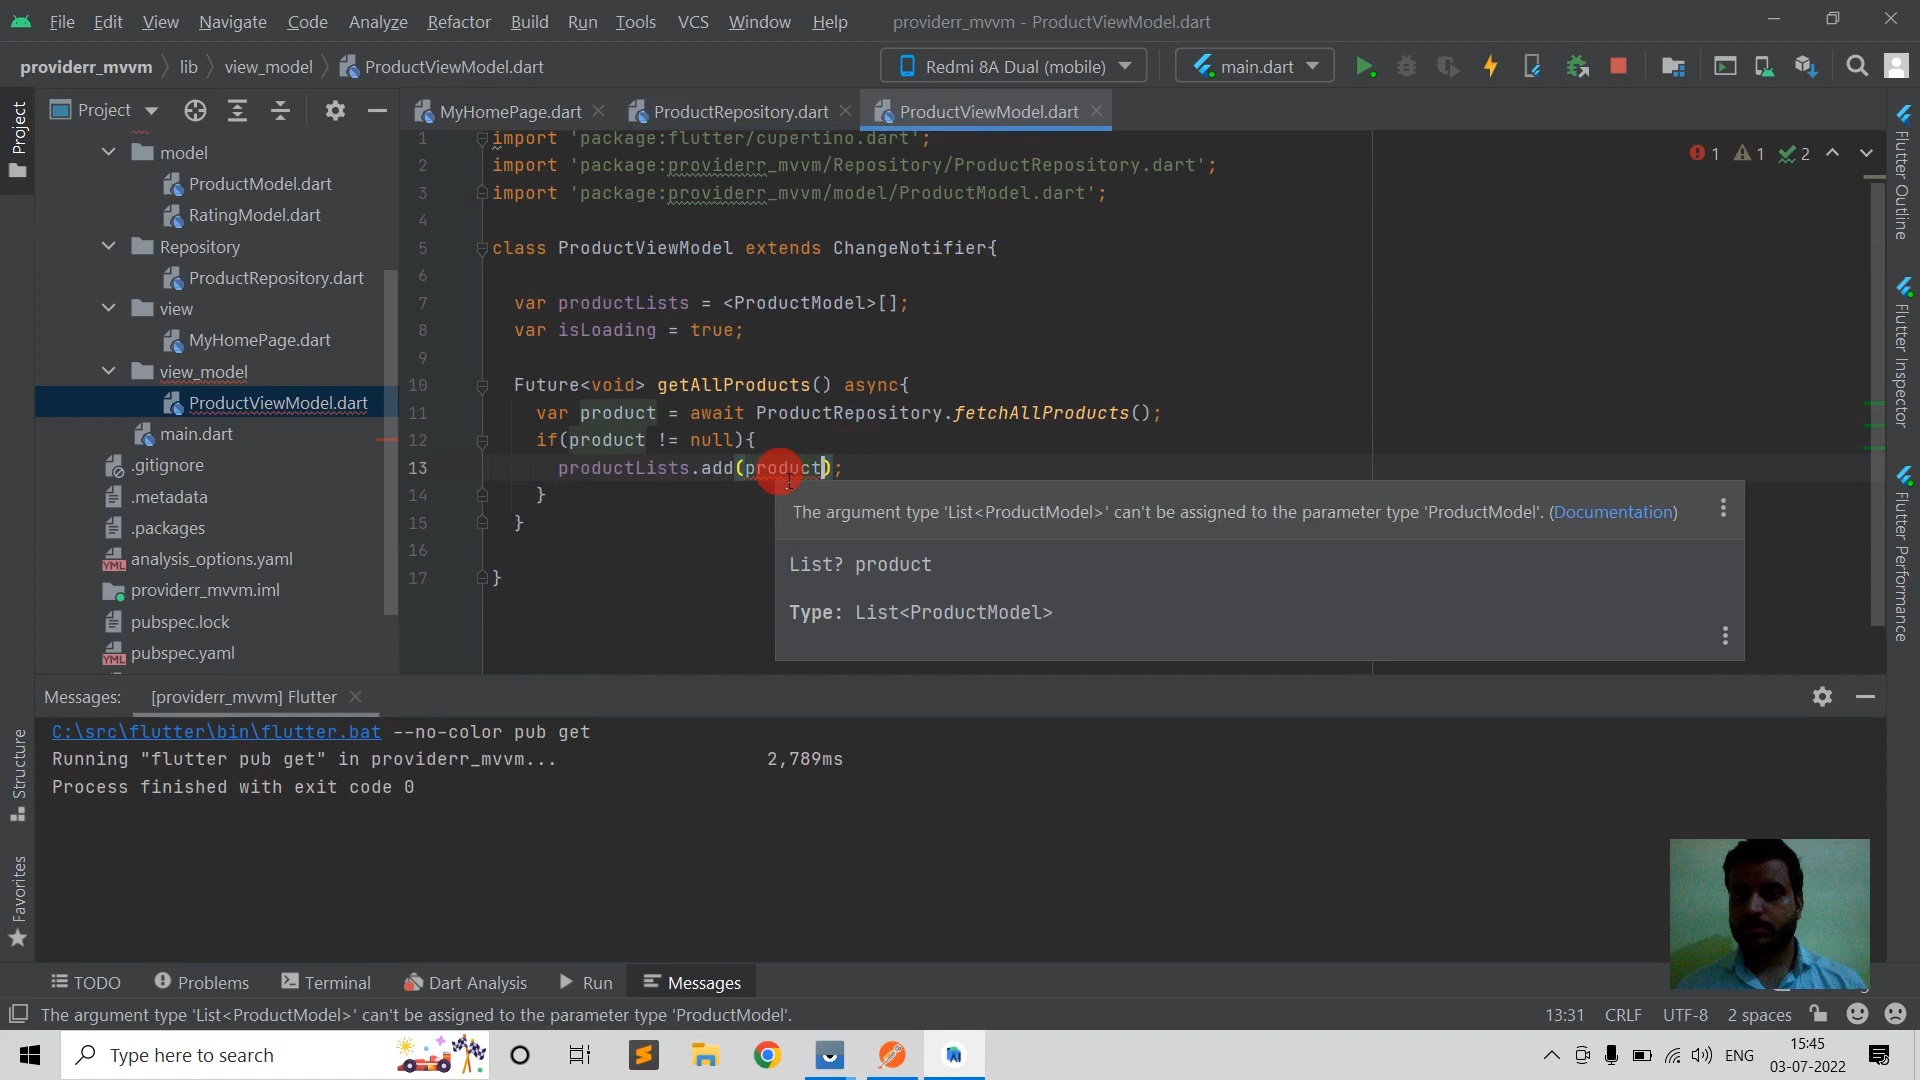 File Edit View Navigate Code Analyze Refactor Build Run Tools VCS Window Help providerr_mvvm - ProductViewModel.dart
providerr_mvvm lib view_model ProductViewModel.dart Redmi 8A Dual (mobile) main.dart
Project Project MyHomePage.dart ProductRepository.dart ProductViewModel.dart
model
ProductModel.dart
RatingModel.dart
Repository
ProductRepository.dart
view
MyHomePage.dart
view_model
ProductViewModel.dart
main.dart
.gitignore
.metadata
.packages
analysis_options.yaml
providerr_mvvm.iml
pubspec.lock
pubspec.yaml
1 import 'package:flutter/cupertino.dart';
2 import 'package:providerr_mvvm/Repository/ProductRepository.dart';
3 import 'package:providerr_mvvm/model/ProductModel.dart';
4
5 class ProductViewModel extends ChangeNotifier{
6
7 var productLists = <ProductModel>[];
8 var isLoading = true;
9
10 Future<void> getAllProducts() async{
11 var product = await ProductRepository.fetchAllProducts();
12 if(product != null){
13 productLists.add(product);
14 }
15 }
16
17 }
1 1 2
The argument type 'List<ProductModel>' can't be assigned to the parameter type 'ProductModel'. (Documentation)
List? product
Type: List<ProductModel>
Flutter Outline
Flutter Inspector
Flutter Performance
Structure
Favorites
Messages: [providerr_mvvm] Flutter
C:\src\flutter\bin\flutter.bat --no-color pub get
Running "flutter pub get" in providerr_mvvm... 2,789ms
Process finished with exit code 0
TODO Problems Terminal Dart Analysis Run Messages
The argument type 'List<ProductModel>' can't be assigned to the parameter type 'ProductModel'. 13:31 CRLF UTF-8 2 spaces
Type here to search ENG 15:45
03-07-2022